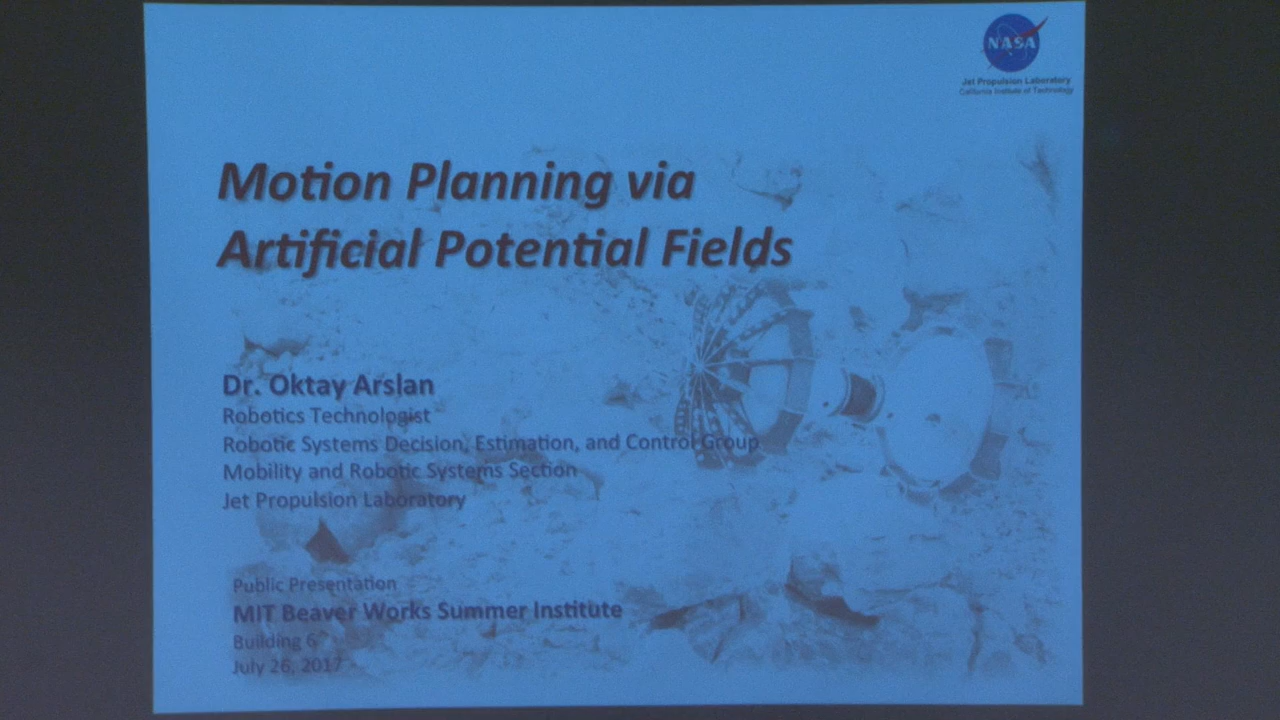 NASA
Jet Propulsion Laboratory
California Institute of Technology
Motion Planning via
Artificial Potential Fields
Dr. Oktay Arslan
Robotics Technologist
Robotic Systems Decision, Estimation, and Control Group
Mobility and Robotic Systems Section
Jet Propulsion Laboratory
Public Presentation
MIT Beaver Works Summer Institute
Building 6
July 26, 2017